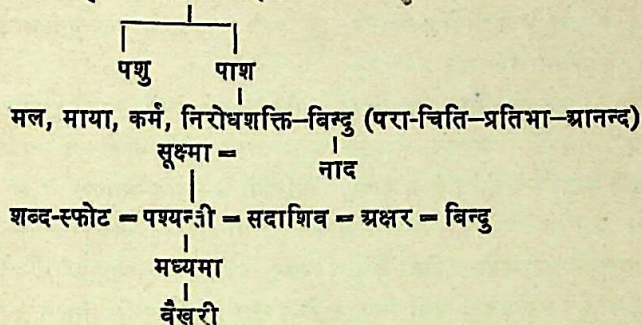 पशु पाश
मल, माया, कर्म, निरोधशक्ति–बिन्दु (परा-चिति–प्रतिभा–आनन्द)
सूक्ष्मा =
नाद
शब्द-स्फोट = पश्यन्ती = सदाशिव = अक्षर = बिन्दु
मध्यमा
वैखरी